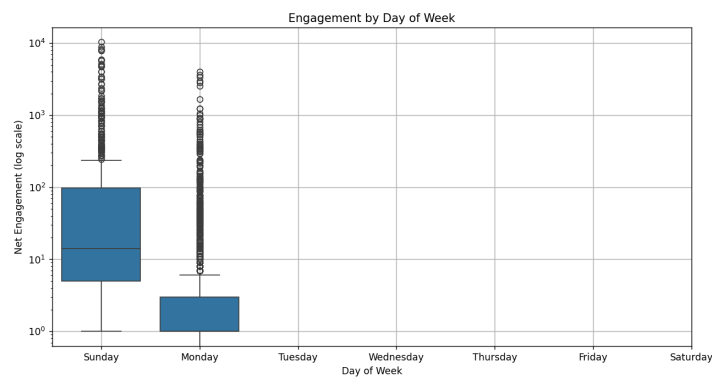 Engagement by Day of Week
Net Engagement (log scale)
10⁴
10³
10²
10¹
10⁰
Sunday Monday Tuesday Wednesday Thursday Friday Saturday
Day of Week